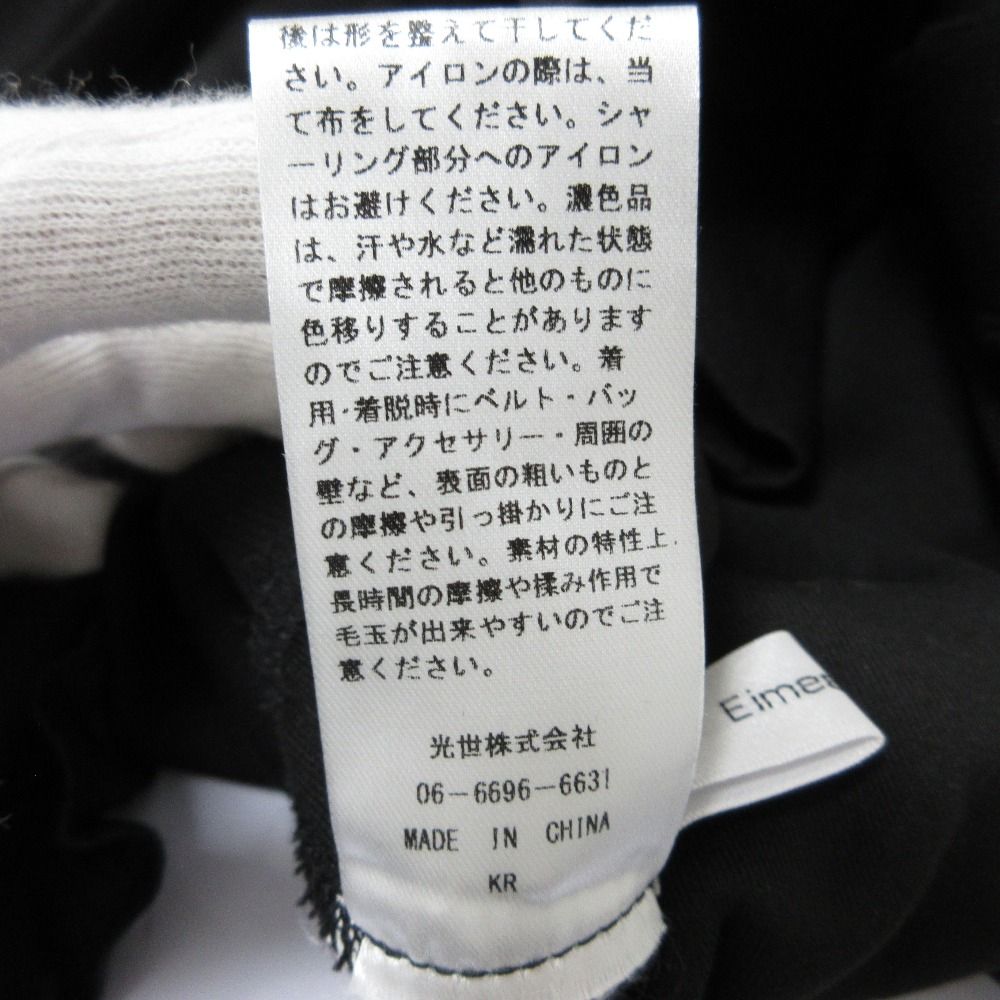 後は形を整えて干してくだ
さい。アイロンの際は、当
て布をしてください。シャ
ーリング部分へのアイロン
はお避けください。濃色品
は、汗や水など濡れた状態
で摩擦されると他のものに
色移りすることがあります
のでご注意ください。着
用・着脱時にベルト・バッ
グ・アクセサリー・周囲の
壁など、表面の粗いものと
の摩擦や引っ掛かりにご注
意ください。素材の特性上、
長時間の摩擦や揉み作用で
毛玉が出来やすいのでご注
意ください。
光世株式会社
06-6696-6631
MADE IN CHINA
KR